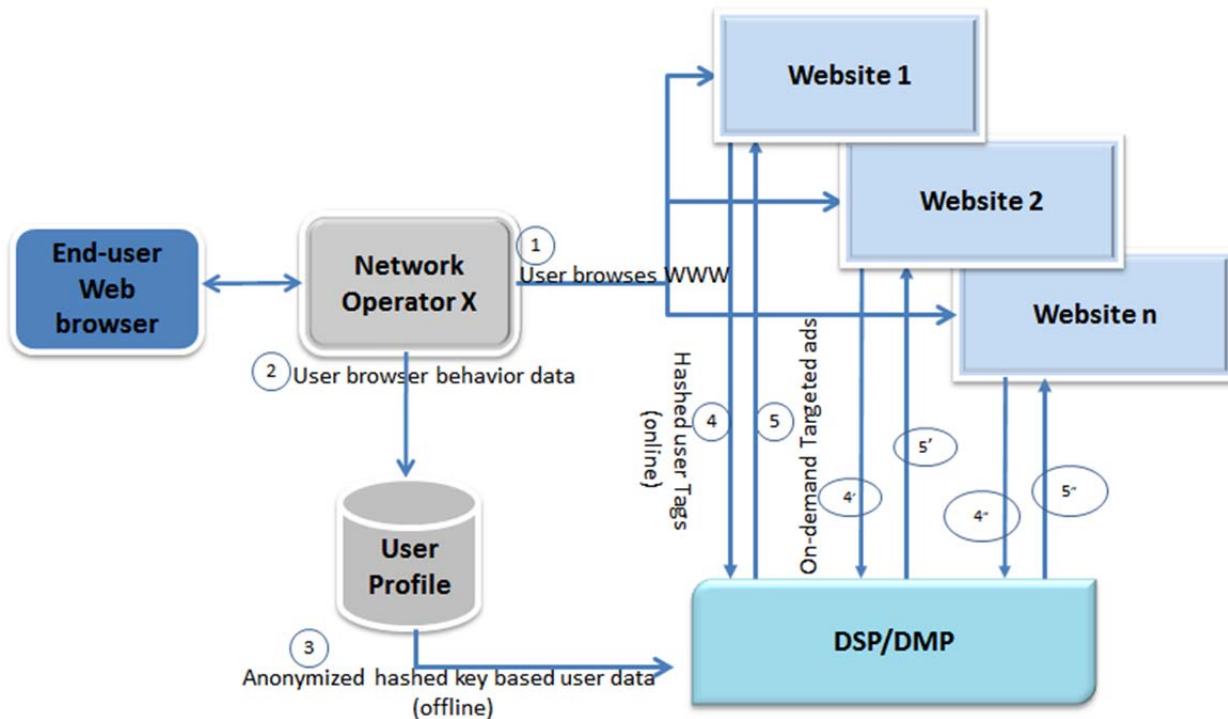 Website 1
Website 2
Website n
End-user
Web
browser
Network
Operator X
1
User browses WWW
2
User browser behavior data
User
Profile
3
Anonymized hashed key based user data
(offline)
Hashed user Tags
(online)
4
5
On-demand Targeted ads
4'
5'
4"
5"
DSP/DMP